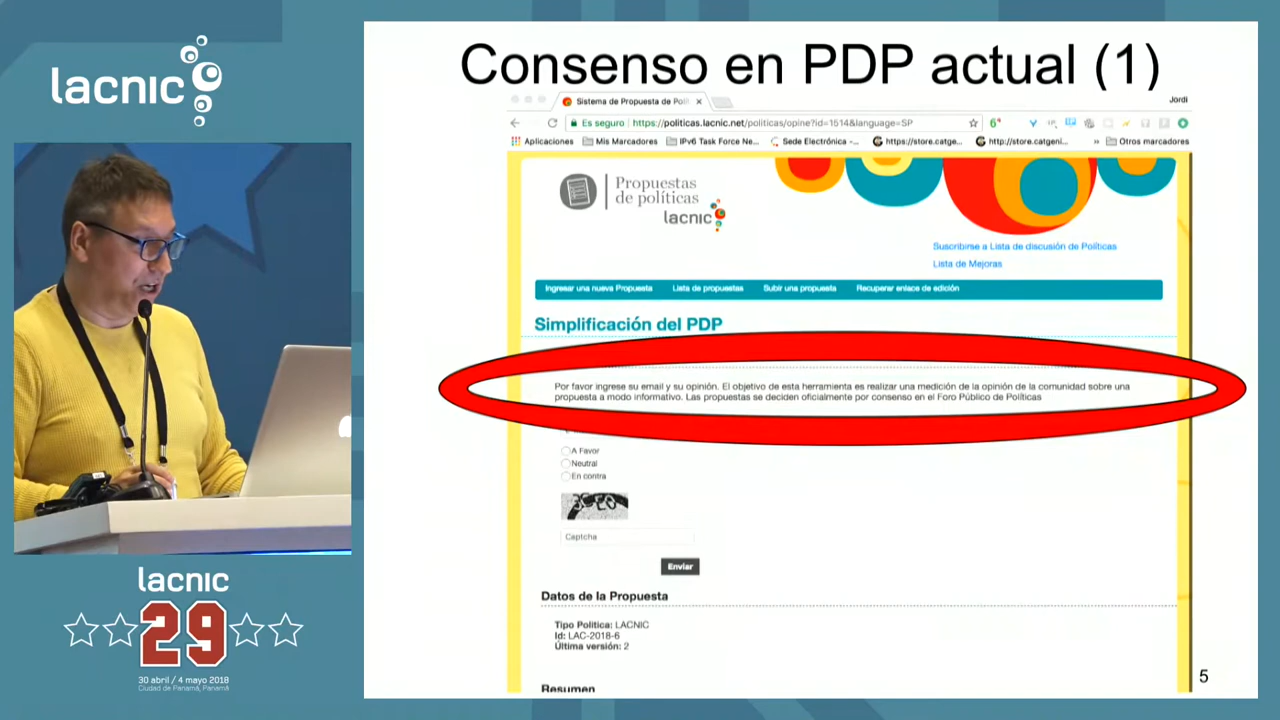 lacnic
Consenso en PDP actual (1)
Sistema de Propuesta de Polí
Jordi
Es seguro https://politicas.lacnic.net/politicas/opine?id=1514&language=SP
Aplicaciones Mis Marcadores IPv6 Task Force Ne... Sede Electrónica -... https://store.catge... http://store.catgeni... » Otros marcadores
Propuestas
de políticas
lacnic
Suscribirse a Lista de discusión de Políticas
Lista de Mejoras
Ingresar una nueva Propuesta Lista de propuestas Subir una propuesta Recuperar enlace de edición
Simplificación del PDP
Por favor ingrese su email y su opinión. El objetivo de esta herramienta es realizar una medición de la opinión de la comunidad sobre una
propuesta a modo informativo. Las propuestas se deciden oficialmente por consenso en el Foro Público de Políticas
A Favor
Neutral
En contra
Captcha
Enviar
Datos de la Propuesta
Tipo Política: LACNIC
Id: LAC-2018-6
Última versión: 2
Resumen
5
lacnic
29
30 abril / 4 mayo 2018
Ciudad de Panamá, Panamá